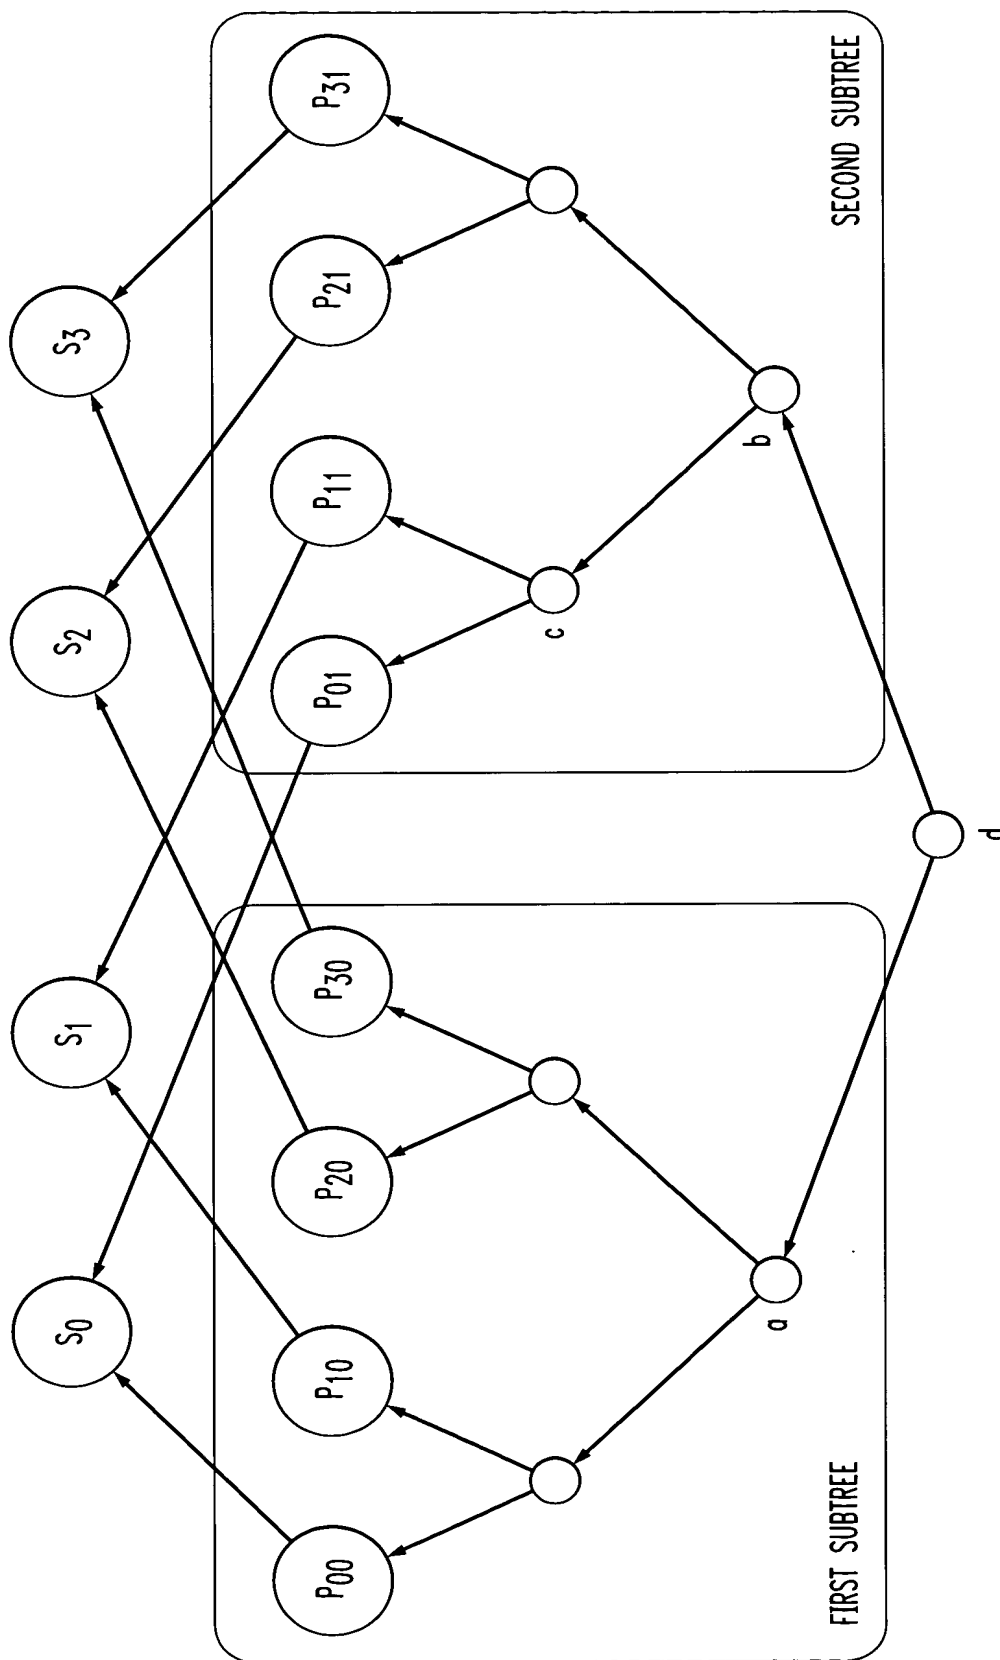 S₀ S₁ S₂ S₃
P₀₀ P₁₀ P₂₀ P₃₀ P₀₁ P₁₁ P₂₁ P₃₁
c
a b
FIRST SUBTREE SECOND SUBTREE
d